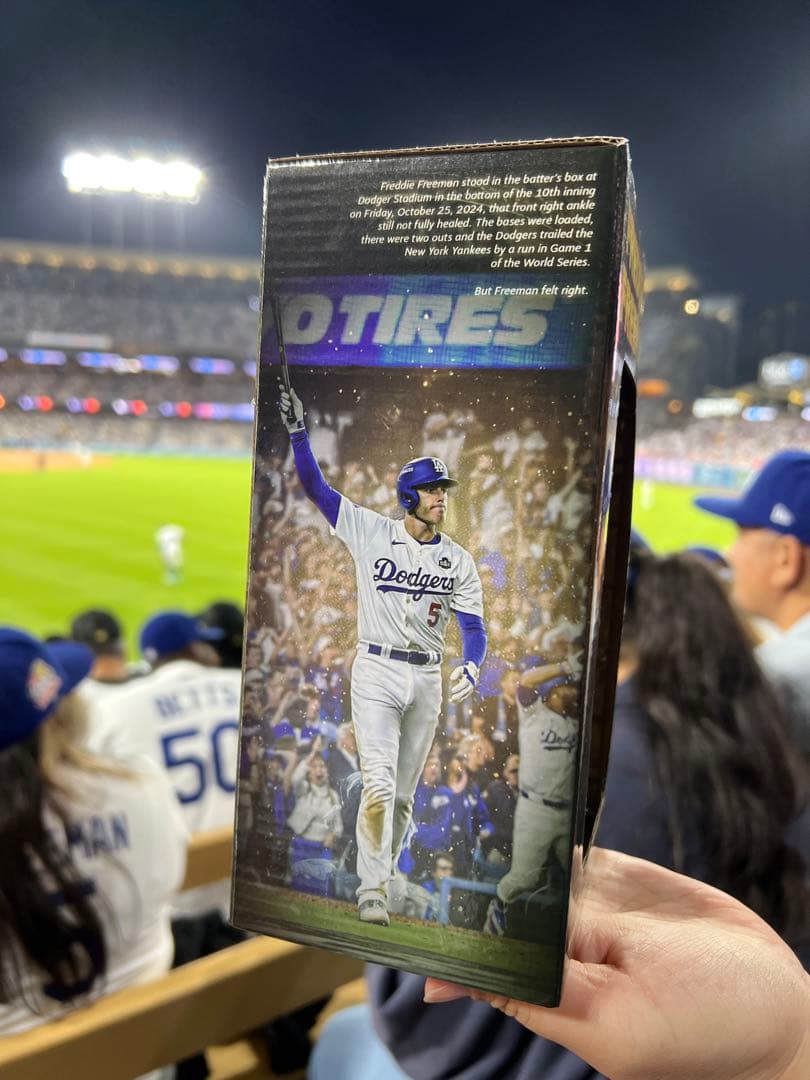 Freddie Freeman stood in the batter's box at
Dodger Stadium in the bottom of the 10th inning
on Friday, October 25, 2024, that front right ankle
still not fully healed. The bases were loaded,
there were two outs and the Dodgers trailed the
New York Yankees by a run in Game 1
of the World Series.
But Freeman felt right.
O TIRES
LA
Dodgers
5
Dodg
BETTS
50
MAN